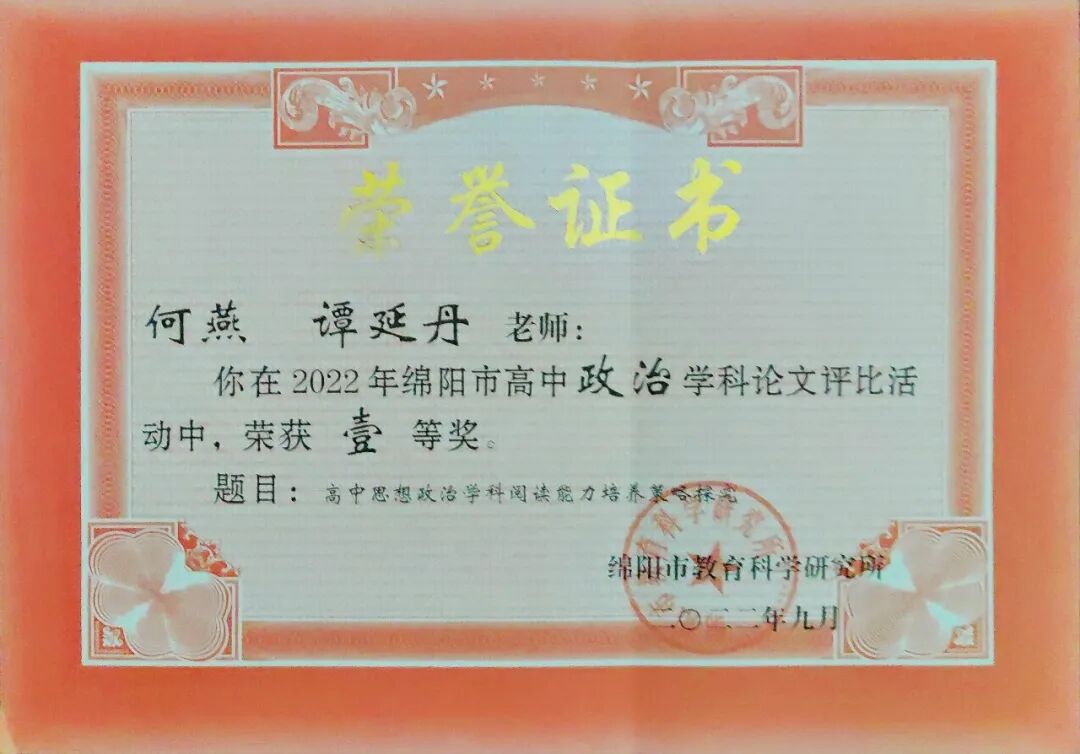 荣誉证书
何燕 谭延丹 老师：
你在2022年绵阳市高中政治学科论文评比活
动中，荣获 壹 等奖。
题目：高中思想政治学科阅读能力培养策略探究
绵阳市教育科学研究所
二〇二二年九月